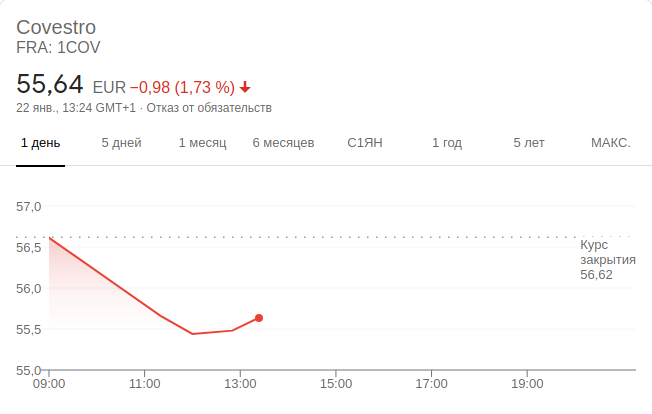 Covestro
FRA: 1COV
55,64 EUR −0,98 (1,73 %)
22 янв., 13:24 GMT+1 · Отказ от обязательств
1 день 5 дней 1 месяц 6 месяцев С1ЯН 1 год 5 лет МАКС.
57,0
56,5
56,0
55,5
55,0
Курс
закрытия
56,62
09:00 11:00 13:00 15:00 17:00 19:00